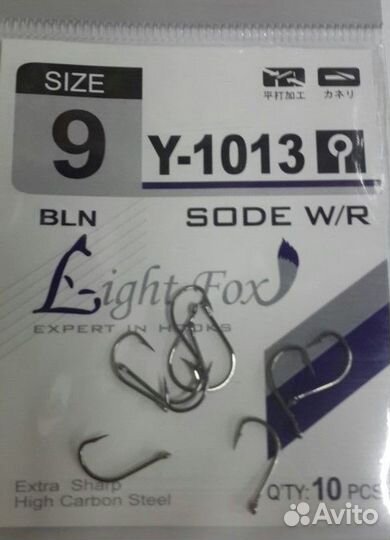 SIZE
9
平打加工 カネリ
Y-1013
BLN SODE W/R
Light Fox
EXPERT IN HOOKS
Extra Sharp
High Carbon Steel
Q'TY: 10 PCS
Avito